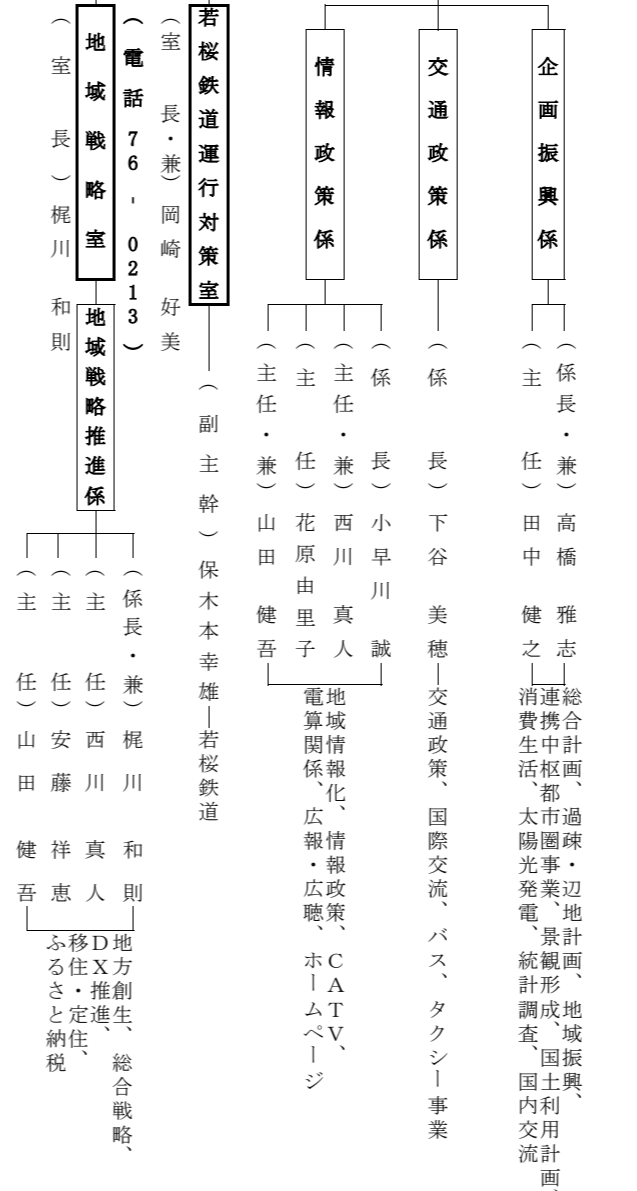 企画振興係
（係長・兼）高橋雅志
（主任）田中健之
総合計画、過疎・辺地計画、地域振興、
連携中枢都市圏事業、景観形成、国土利用計画、
消費生活、太陽光発電、統計調査、国内交流
交通政策係
（係長）下谷美穂
交通政策、国際交流、バス、タクシー事業
情報政策係
（係長）小早川誠
（主任・兼）西川真人
（主任）花原由里子
（主任・兼）山田健吾
地域情報化、情報政策、CATV、
電算関係、広報・広聴、ホームページ
若桜鉄道運行対策室
（室長・兼）岡崎好美
（副主幹）保木本幸雄
若桜鉄道
（電話76-0213）
地域戦略室
（室長）梶川和則
地域戦略推進係
（係長・兼）梶川和則
（主任）西川真人
（主任）安藤祥恵
（主任）山田健吾
地方創生、総合戦略、
DX推進、
移住・定住、
ふるさと納税